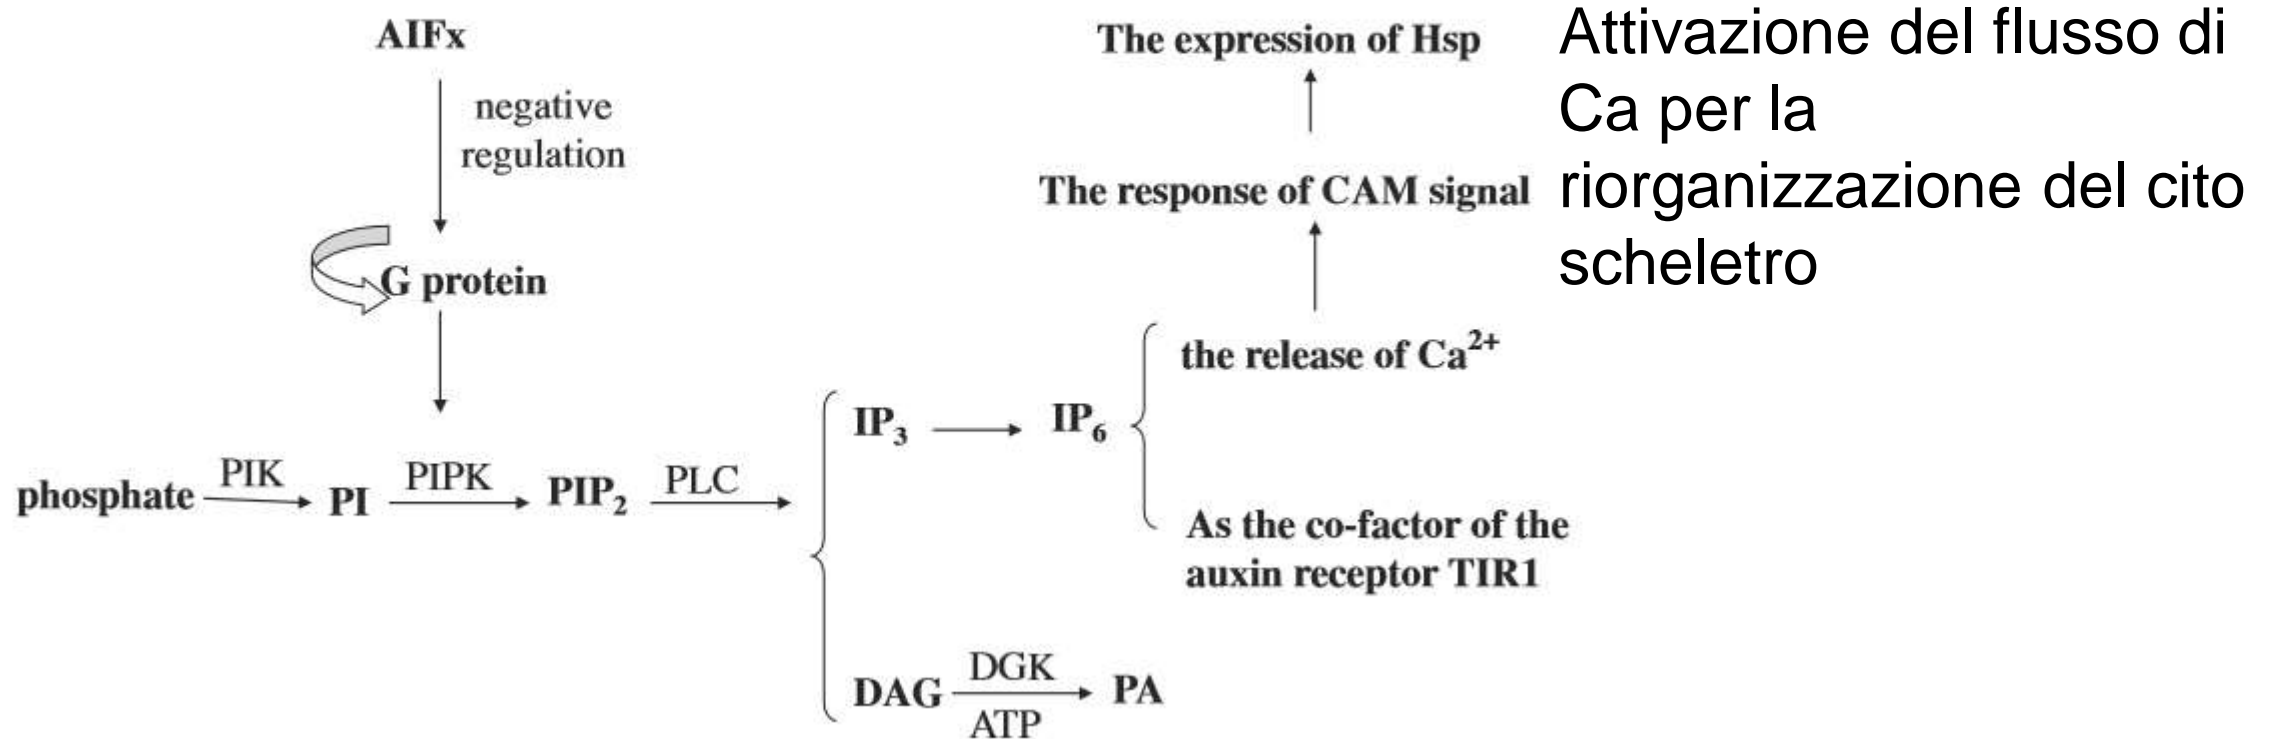 AIFx
negative
regulation
G protein
phosphate
PIK
PI
PIPK
PIP2
PLC
IP3
IP6
DAG
DGK
ATP
PA
The expression of Hsp
The response of CAM signal
the release of Ca2+
As the co-factor of the
auxin receptor TIR1
Attivazione del flusso di
Ca per la
riorganizzazione del cito
scheletro